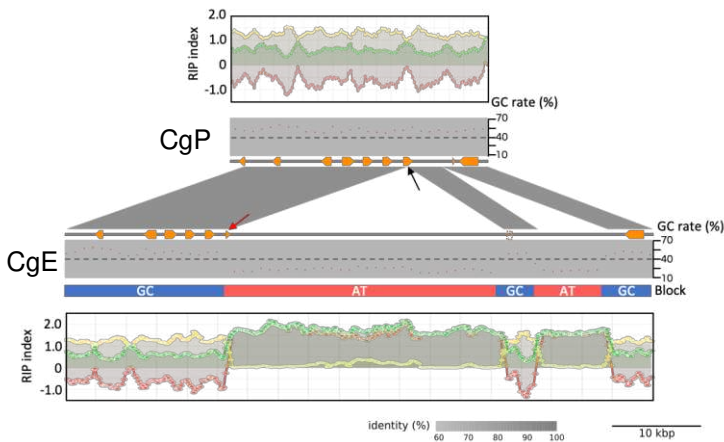 2.0
1.0
0
-1.0
RIP index
GC rate (%)
CgP
70
40
10
GC rate (%)
CgE
70
40
10
GC AT GC AT GC Block
2.0
1.0
0
-1.0
RIP index
identity (%)
60 70 80 90 100
10 kbp